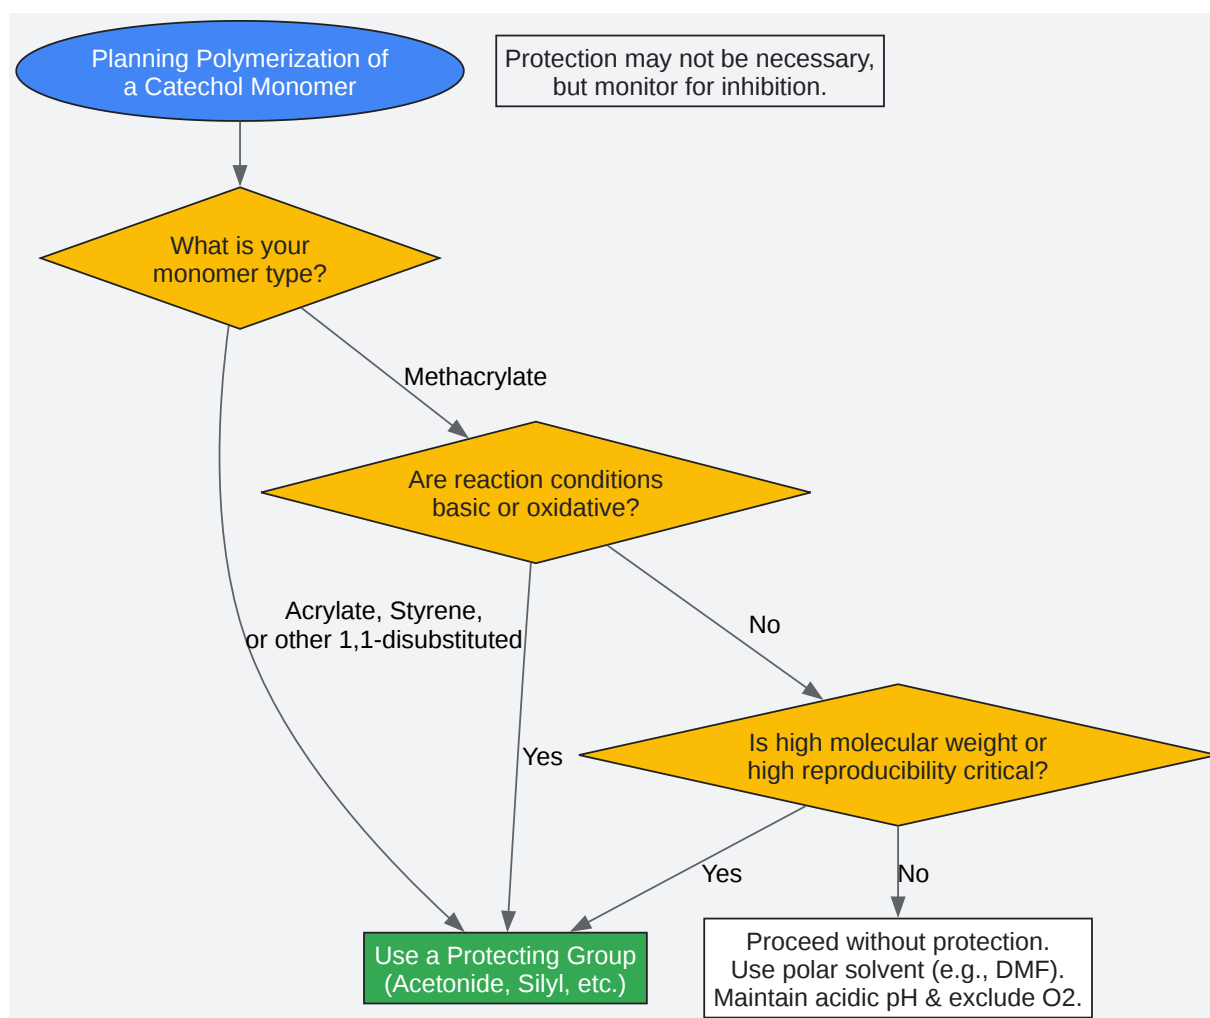 Planning Polymerization of
a Catechol Monomer
Protection may not be necessary,
but monitor for inhibition.
What is your
monomer type?
Methacrylate
Are reaction conditions
basic or oxidative?
Acrylate, Styrene,
or other 1,1-disubstituted
No
Is high molecular weight or
high reproducibility critical?
Yes
Yes
No
Use a Protecting Group
(Acetonide, Silyl, etc.)
Proceed without protection.
Use polar solvent (e.g., DMF).
Maintain acidic pH & exclude O2.